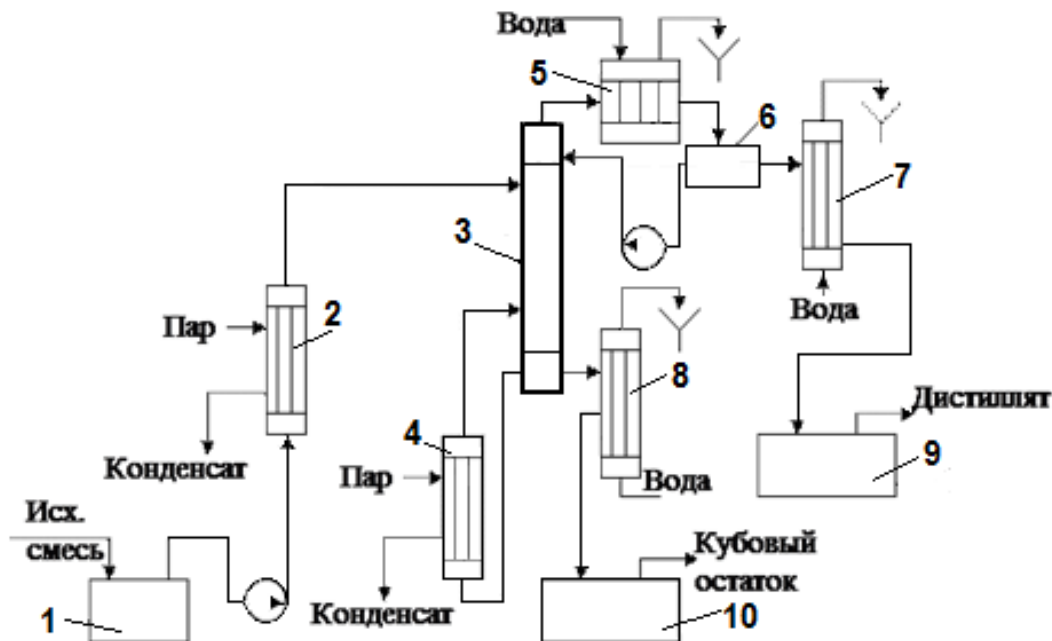 Вода
5
6
7
3
Пар
2
Вода
8
4
Дистиллят
Конденсат
Пар
Вода
9
Исх.
смесь
Кубовый
остаток
1
Конденсат
10